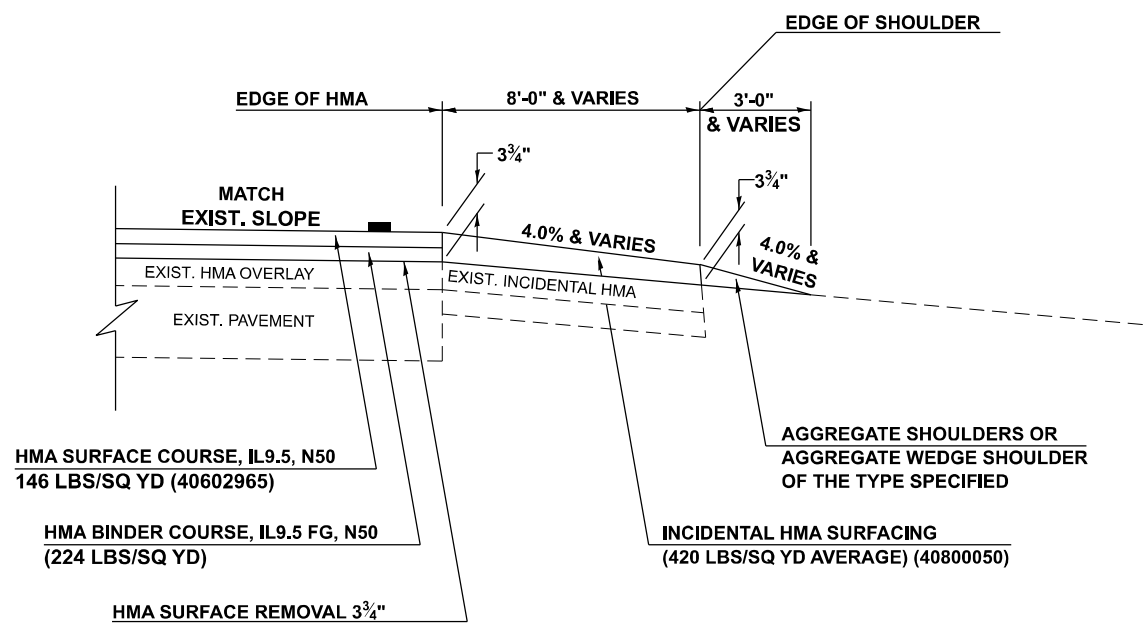 EDGE OF SHOULDER
EDGE OF HMA
8'-0" & VARIES
3'-0"
& VARIES
3¾"
3¾"
MATCH
EXIST. SLOPE
4.0% & VARIES
4.0% &
VARIES
EXIST. HMA OVERLAY
EXIST. INCIDENTAL HMA
EXIST. PAVEMENT
HMA SURFACE COURSE, IL9.5, N50
146 LBS/SQ YD (40602965)
AGGREGATE SHOULDERS OR
AGGREGATE WEDGE SHOULDER
OF THE TYPE SPECIFIED
HMA BINDER COURSE, IL9.5 FG, N50
(224 LBS/SQ YD)
INCIDENTAL HMA SURFACING
(420 LBS/SQ YD AVERAGE) (40800050)
HMA SURFACE REMOVAL 3¾"